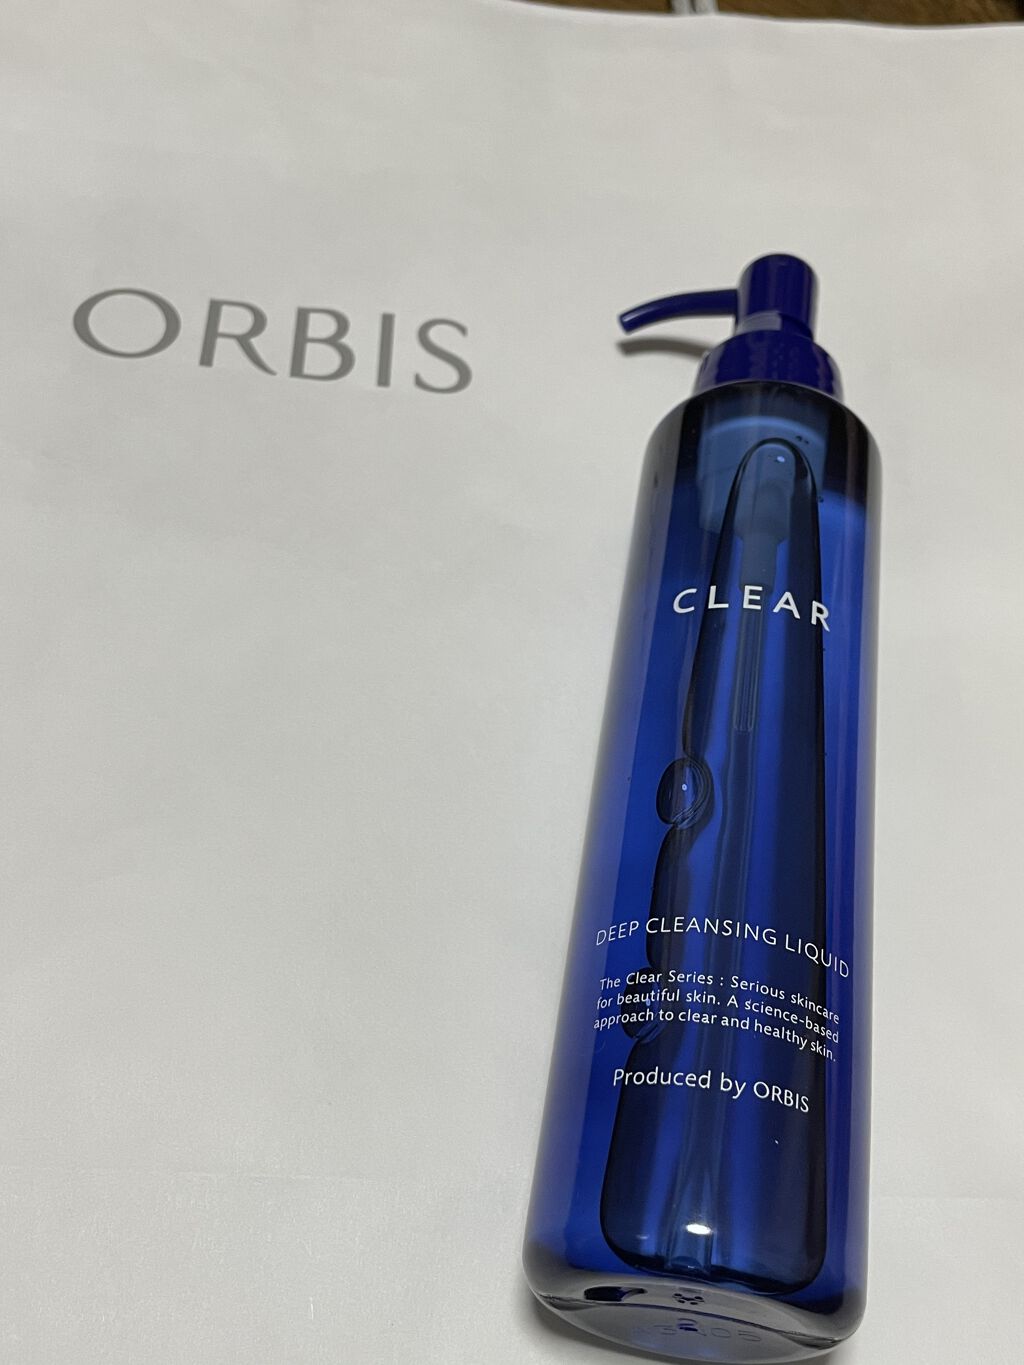 ORBIS
CLEAR
DEEP CLEANSING LIQUID
The Clear Series : Serious skincare
for beautiful skin. A science-based
approach to clear and healthy skin.
Produced by ORBIS